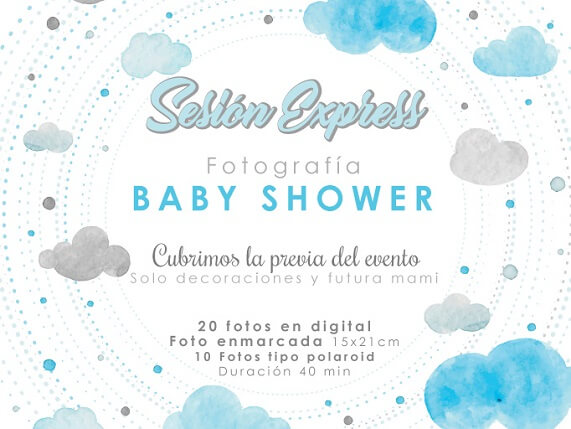 Sesión Express
Fotografía
BABY SHOWER
Cubrimos la previa del evento
Solo decoraciones y futura mami
20 fotos en digital
Foto enmarcada 15x21cm
10 Fotos tipo polaroid
Duración 40 min